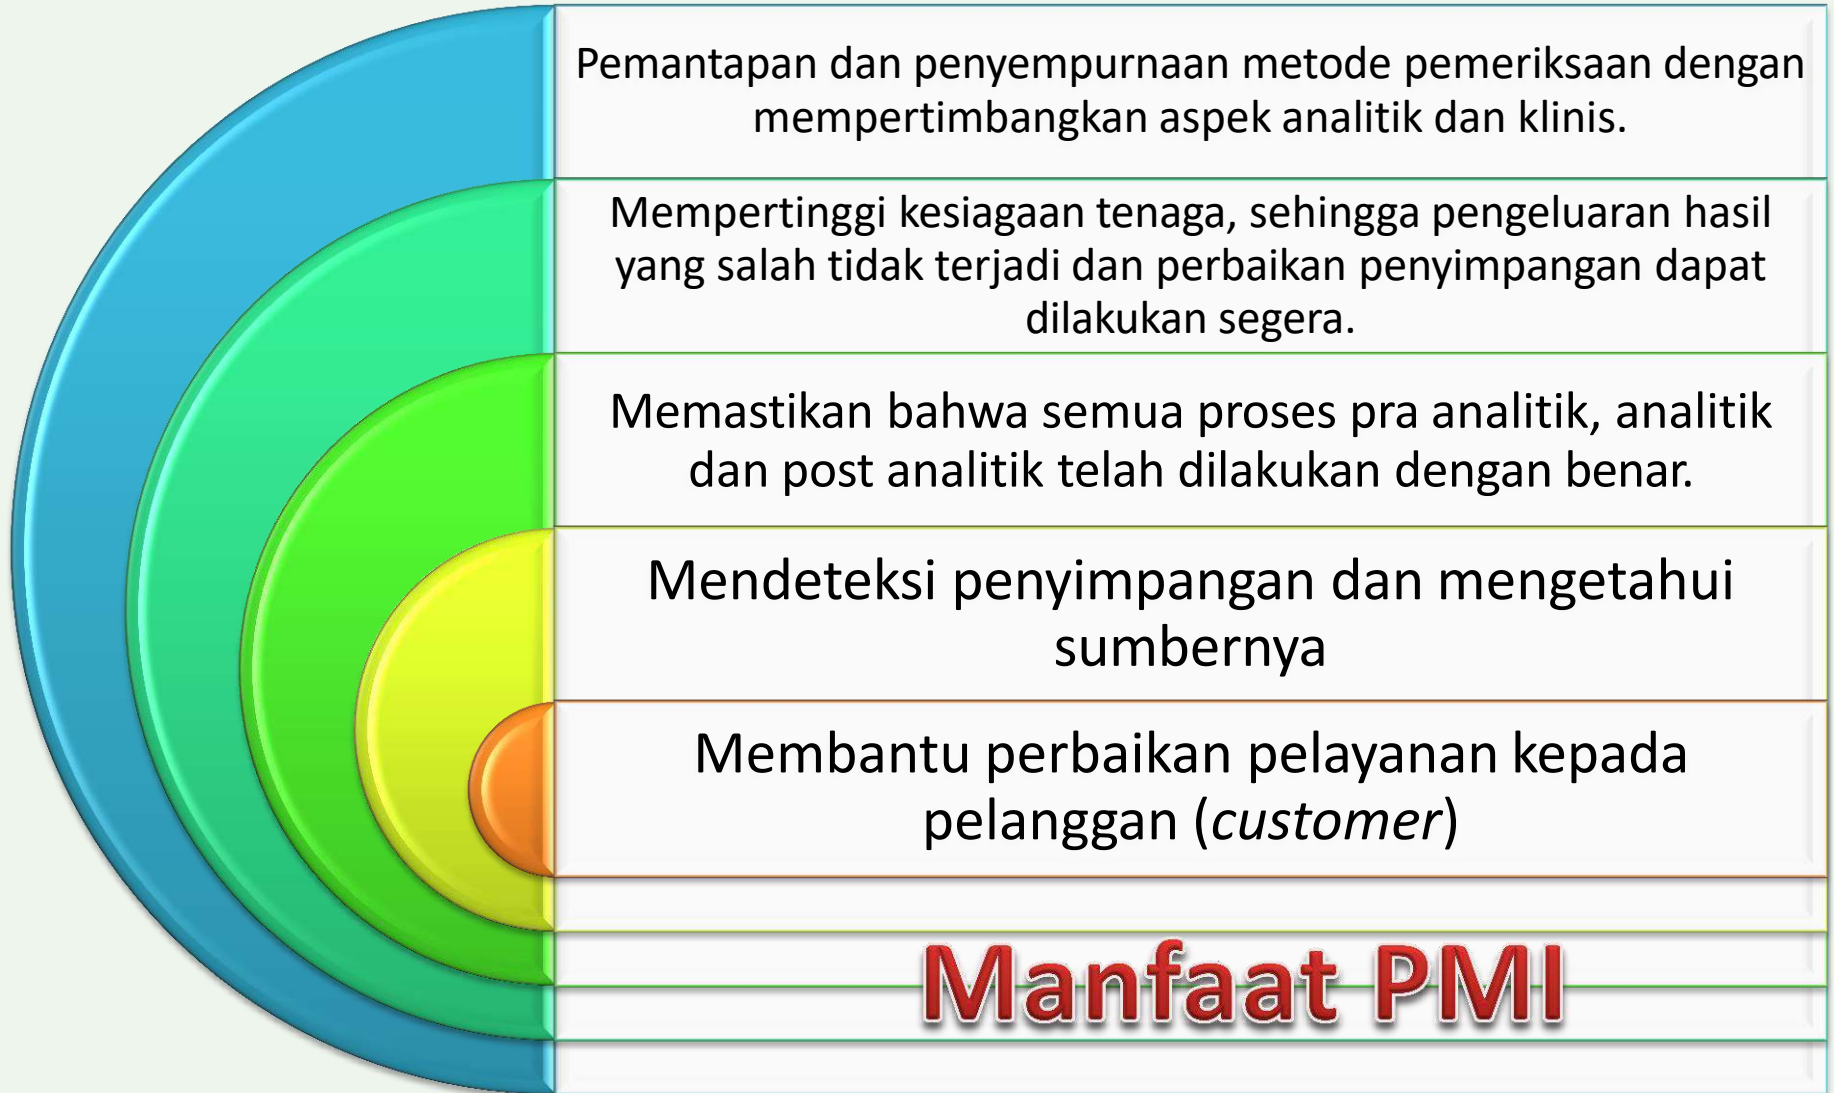 Pemantapan dan penyempurnaan metode pemeriksaan dengan
mempertimbangkan aspek analitik dan klinis.
Mempertinggi kesiagaan tenaga, sehingga pengeluaran hasil
yang salah tidak terjadi dan perbaikan penyimpangan dapat
dilakukan segera.
Memastikan bahwa semua proses pra analitik, analitik
dan post analitik telah dilakukan dengan benar.
Mendeteksi penyimpangan dan mengetahui
sumbernya
Membantu perbaikan pelayanan kepada
pelanggan (customer)
Manfaat PMI